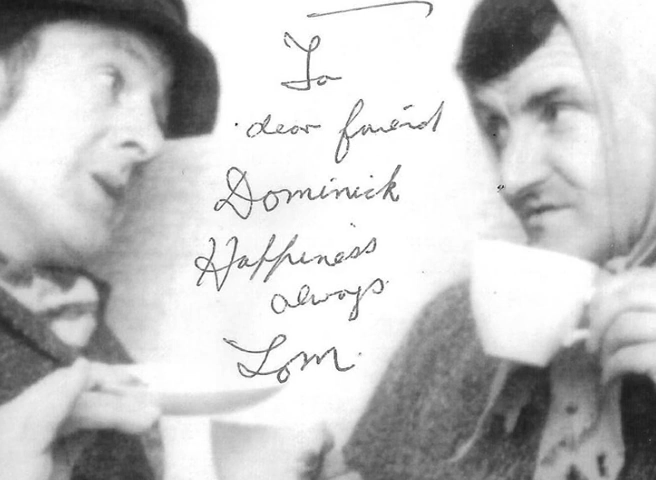 To
dear friend
Dominick
Happiness
always
Tom.